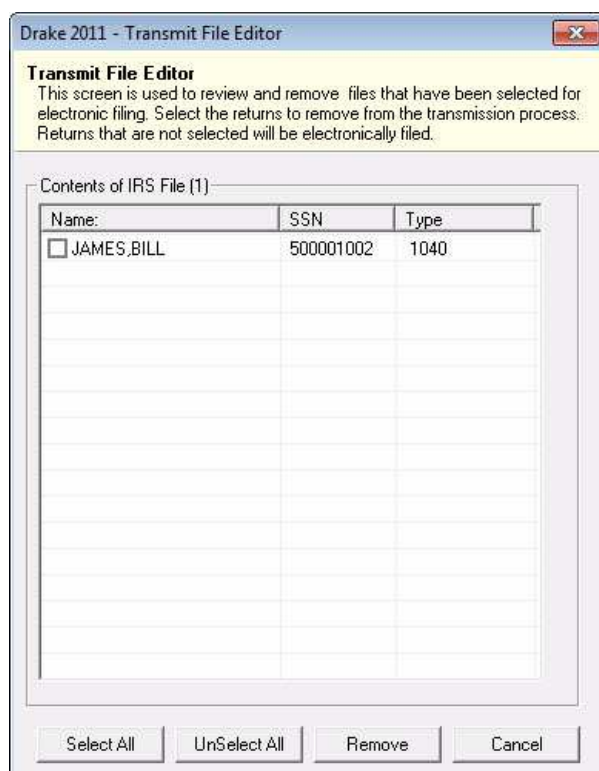 Drake 2011 - Transmit File Editor
Transmit File Editor
This screen is used to review and remove files that have been selected for
electronic filing. Select the returns to remove from the transmission process.
Returns that are not selected will be electronically filed.
Contents of IRS File (1)
Name: SSN Type
JAMES,BILL 500001002 1040
Select All UnSelect All Remove Cancel